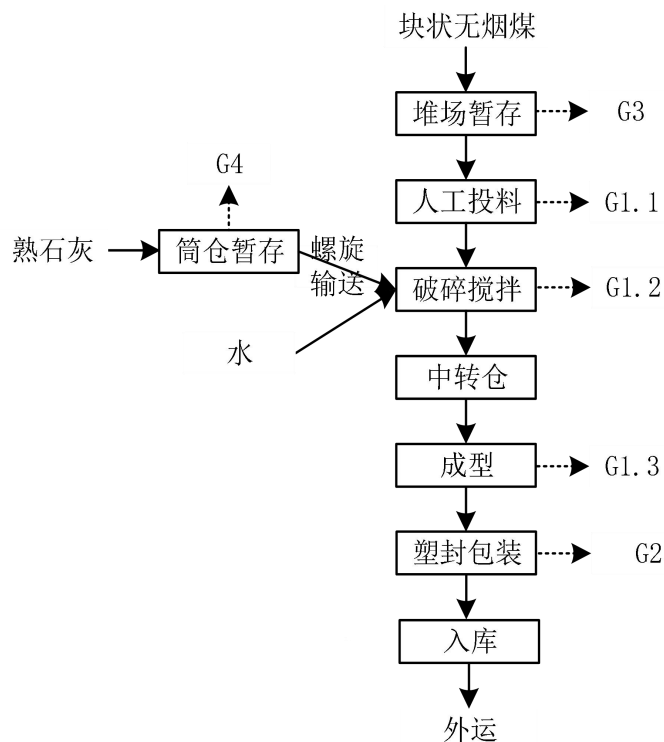 块状无烟煤
堆场暂存
G3
G4
人工投料
G1.1
熟石灰
筒仓暂存
螺旋
输送
破碎搅拌
G1.2
水
中转仓
成型
G1.3
塑封包装
G2
入库
外运